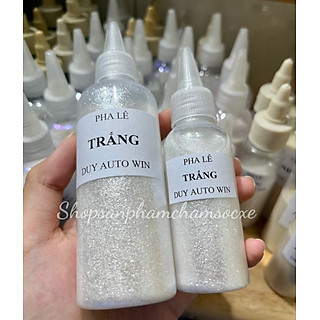 PHA LÊ
TRẮNG
DUY AUTO WIN
PHA LÊ
TRẮNG
DUY AUTO WIN
Shopsanphamchamsocxe